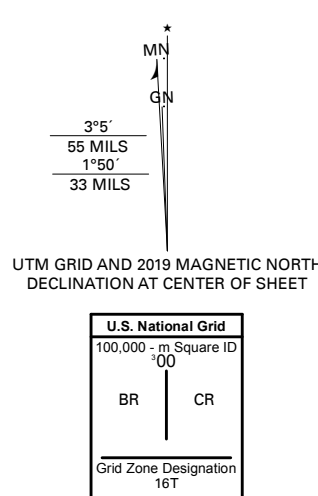 ★
MN
GN
3°5´
55 MILS
1°50´
33 MILS
UTM GRID AND 2019 MAGNETIC NORTH
DECLINATION AT CENTER OF SHEET
U.S. National Grid
100,000 - m Square ID
³00
BR CR
Grid Zone Designation
16T